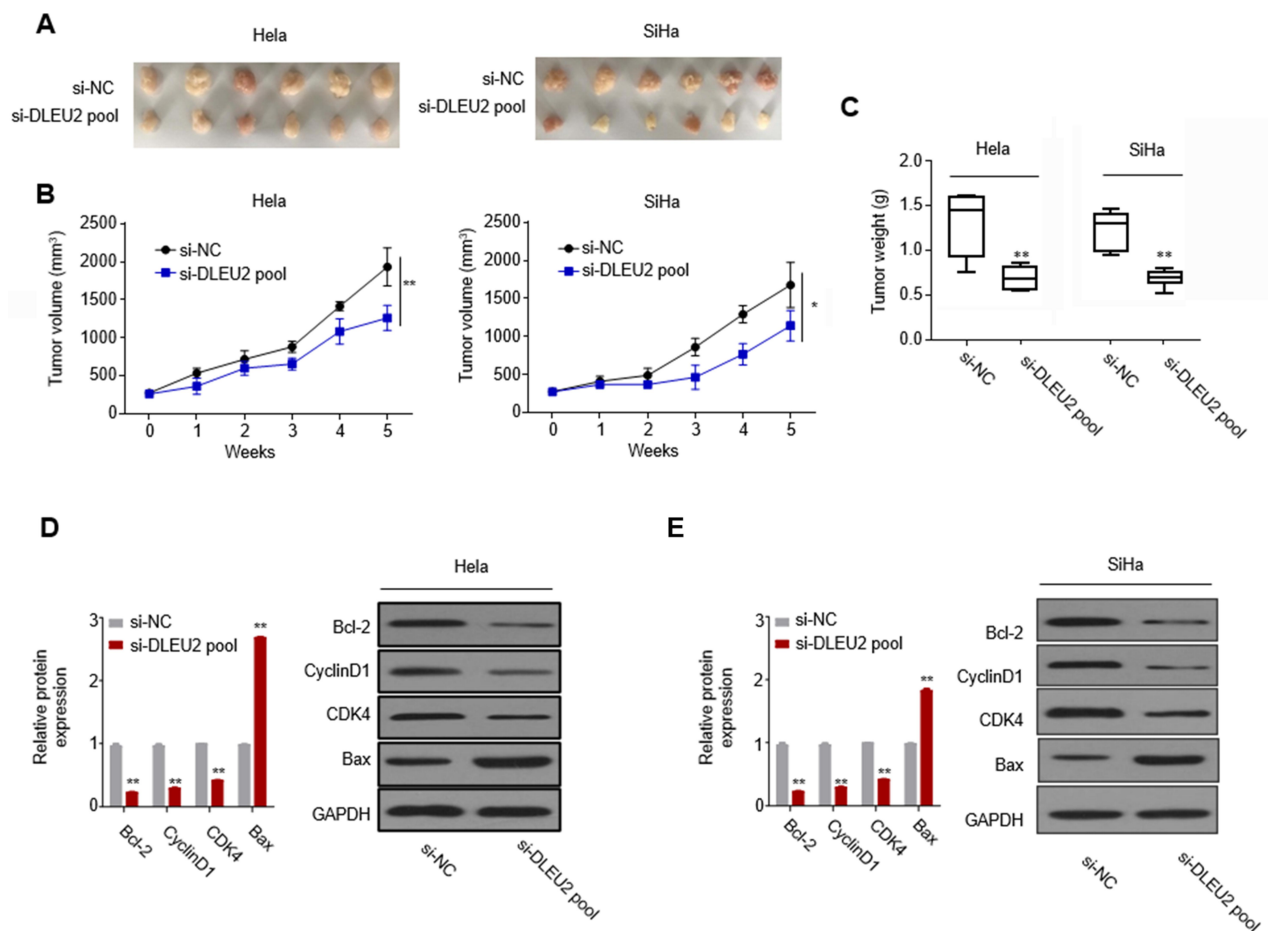 A
Hela
SiHa
si-NC
si-DLEU2 pool
si-NC
si-DLEU2 pool
B
Hela
Tumor volume (mm³)
2500
2000
1500
1000
500
0
si-NC
si-DLEU2 pool
**
0 1 2 3 4 5
Weeks
SiHa
Tumor volume (mm³)
2500
2000
1500
1000
500
0
si-NC
si-DLEU2 pool
*
0 1 2 3 4 5
Weeks
C
Hela
SiHa
Tumor weight (g)
2.0
1.5
1.0
0.5
0.0
**
**
si-NC
si-DLEU2 pool
si-NC
si-DLEU2 pool
D
Relative protein
expression
3
2
1
0
si-NC
si-DLEU2 pool
**
**
**
**
Bcl-2
CyclinD1
CDK4
Bax
Hela
Bcl-2
CyclinD1
CDK4
Bax
GAPDH
si-NC
si-DLEU2 pool
E
Relative protein
expression
3
2
1
0
si-NC
si-DLEU2 pool
**
**
**
**
Bcl-2
CyclinD1
CDK4
Bax
SiHa
Bcl-2
CyclinD1
CDK4
Bax
GAPDH
si-NC
si-DLEU2 pool